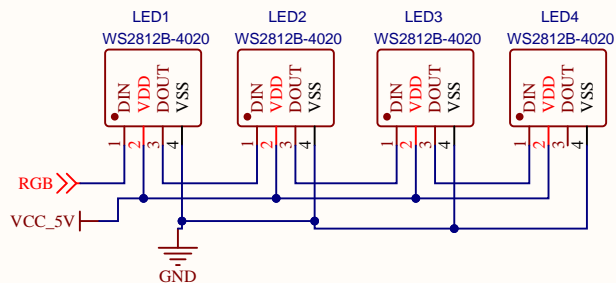 LED1 LED2 LED3 LED4
WS2812B-4020 WS2812B-4020 WS2812B-4020 WS2812B-4020
DIN VDD DOUT VSS DIN VDD DOUT VSS DIN VDD DOUT VSS DIN VDD DOUT VSS
1 2 3 4 1 2 3 4 1 2 3 4 1 2 3 4
RGB
VCC_5V
GND